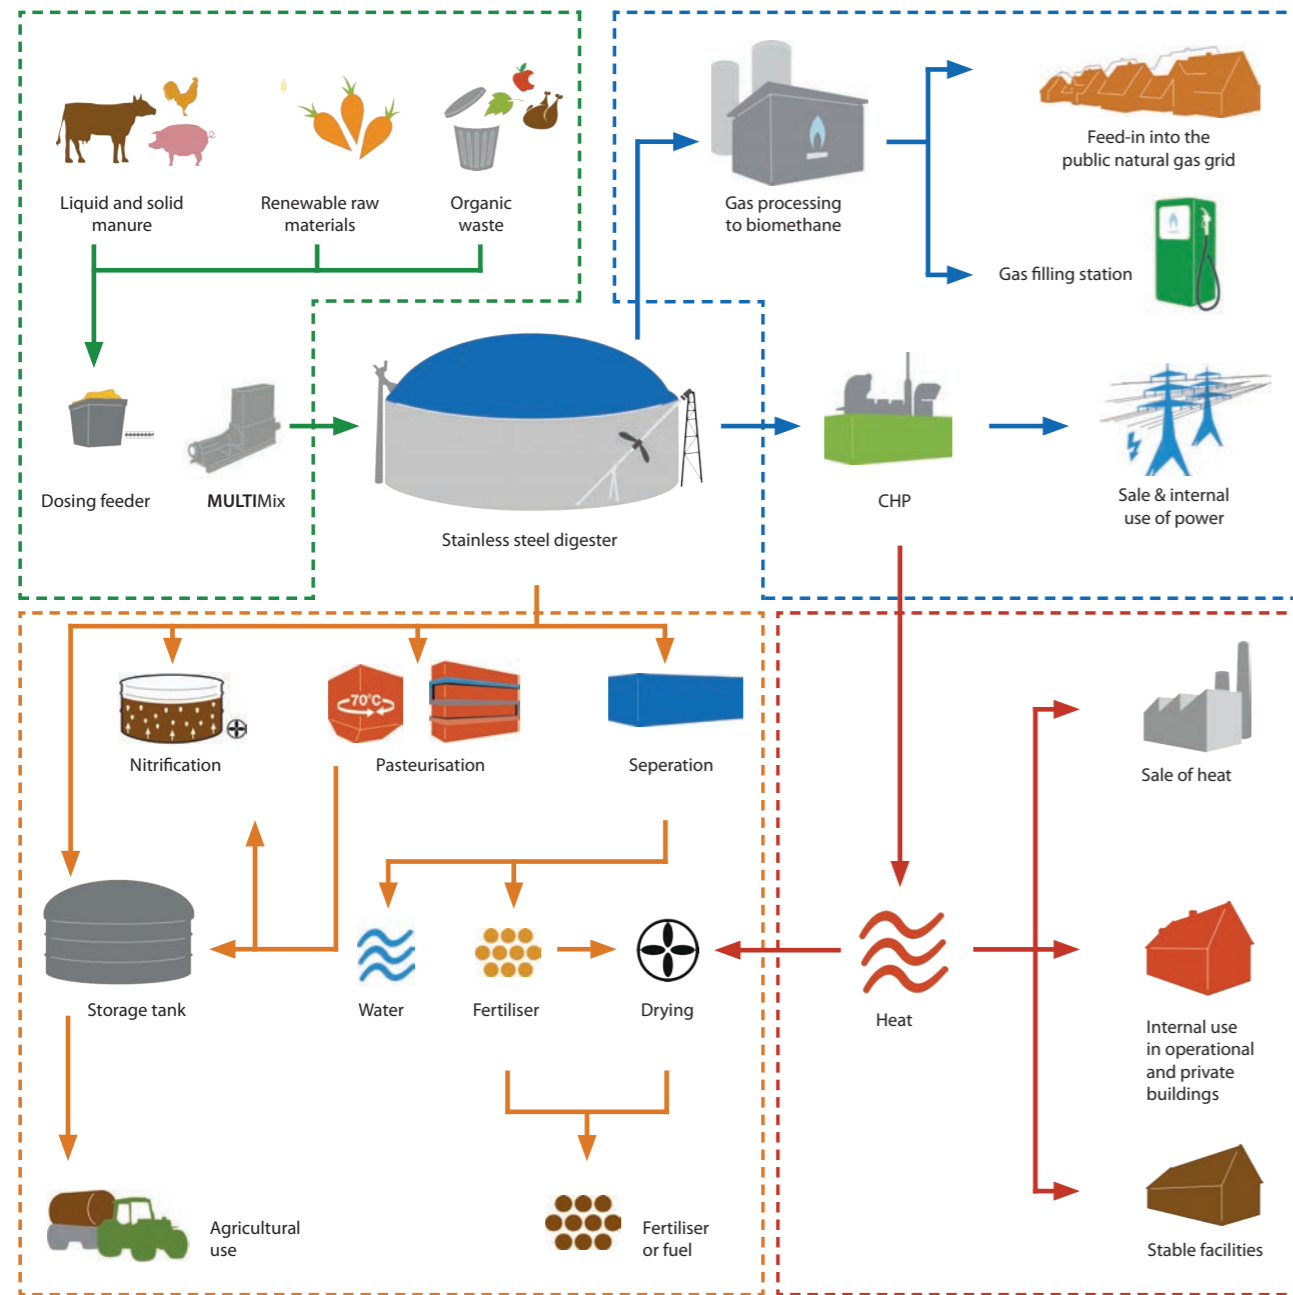 Liquid and solid
manure
Renewable raw
materials
Organic
waste
Gas processing
to biomethane
Feed-in into the
public natural gas grid
Gas filling station
Dosing feeder
MULTIMix
Stainless steel digester
CHP
Sale & internal
use of power
70°C
Nitrification
Pasteurisation
Seperation
Sale of heat
Storage tank
Water
Fertiliser
Drying
Heat
Internal use
in operational
and private
buildings
Agricultural
use
Fertiliser
or fuel
Stable facilities